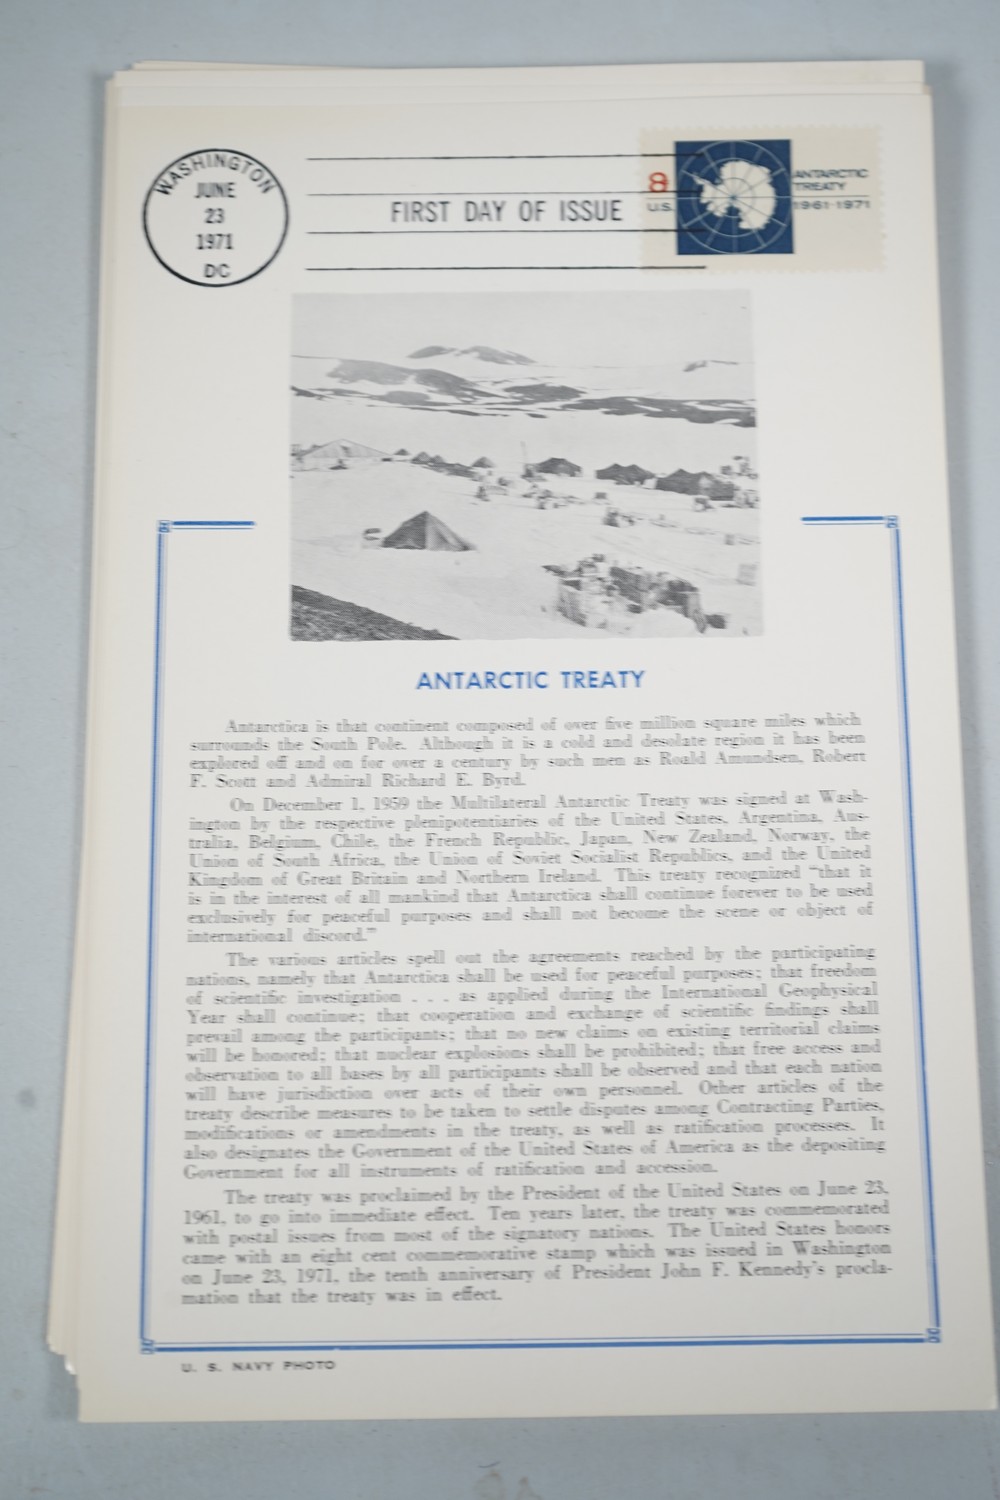 WASHINGTON
JUNE
23
1971
DC
FIRST DAY OF ISSUE
8
U.S.
ANTARCTIC
TREATY
1961-1971
ANTARCTIC TREATY
Antarctica is that continent composed of over five million square miles which
surrounds the South Pole. Although it is a cold and desolate region it has been
explored off and on for over a century by such men as Roald Amundsen, Robert
F. Scott and Admiral Richard E. Byrd.
On December 1, 1959 the Multilateral Antarctic Treaty was signed at Wash-
ington by the respective plenipotentiaries of the United States, Argentina, Aus-
tralia, Belgium, Chile, the French Republic, Japan, New Zealand, Norway, the
Union of South Africa, the Union of Soviet Socialist Republics, and the United
Kingdom of Great Britain and Northern Ireland. This treaty recognized "that it
is in the interest of all mankind that Antarctica shall continue forever to be used
exclusively for peaceful purposes and shall not become the scene or object of
international discord."
The various articles spell out the agreements reached by the participating
nations, namely that Antarctica shall be used for peaceful purposes; that freedom
of scientific investigation . . . as applied during the International Geophysical
Year shall continue; that cooperation and exchange of scientific findings shall
prevail among the participants; that no new claims on existing territorial claims
will be honored; that nuclear explosions shall be prohibited; that free access and
observation to all bases by all participants shall be observed and that each nation
will have jurisdiction over acts of their own personnel. Other articles of the
treaty describe measures to be taken to settle disputes among Contracting Parties,
modifications or amendments in the treaty, as well as ratification processes. It
also designates the Government of the United States of America as the depositing
Government for all instruments of ratification and accession.
The treaty was proclaimed by the President of the United States on June 23,
1961, to go into immediate effect. Ten years later, the treaty was commemorated
with postal issues from most of the signatory nations. The United States honors
came with an eight cent commemorative stamp which was issued in Washington
on June 23, 1971, the tenth anniversary of President John F. Kennedy's procla-
mation that the treaty was in effect.
U. S. NAVY PHOTO